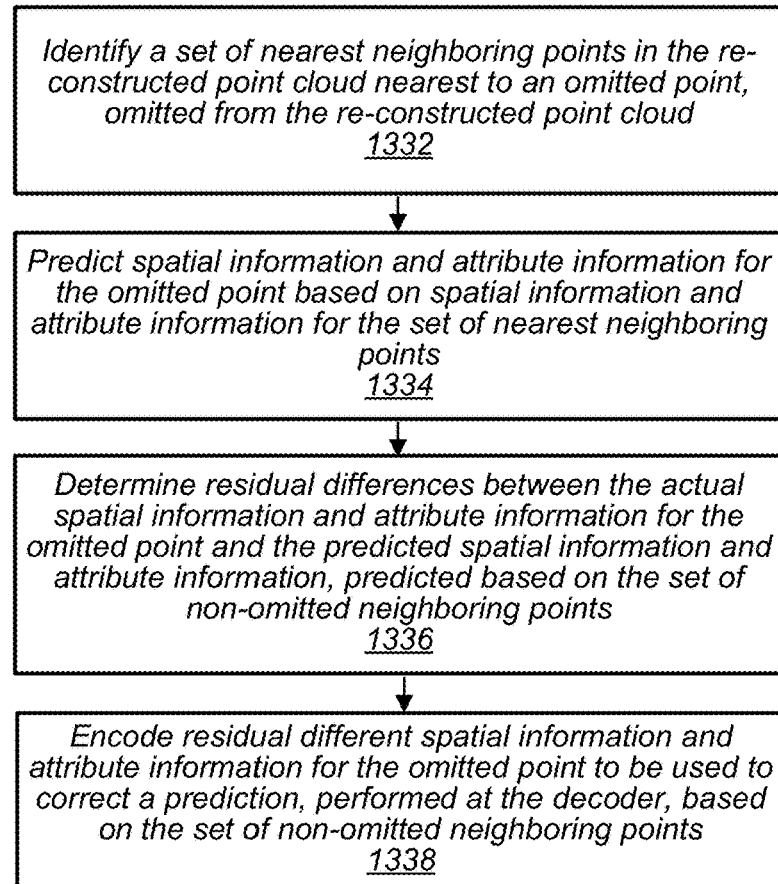 Identify a set of nearest neighboring points in the re-
constructed point cloud nearest to an omitted point,
omitted from the re-constructed point cloud
1332
Predict spatial information and attribute information for
the omitted point based on spatial information and
attribute information for the set of nearest neighboring
points
1334
Determine residual differences between the actual
spatial information and attribute information for the
omitted point and the predicted spatial information and
attribute information, predicted based on the set of
non-omitted neighboring points
1336
Encode residual different spatial information and
attribute information for the omitted point to be used to
correct a prediction, performed at the decoder, based
on the set of non-omitted neighboring points
1338